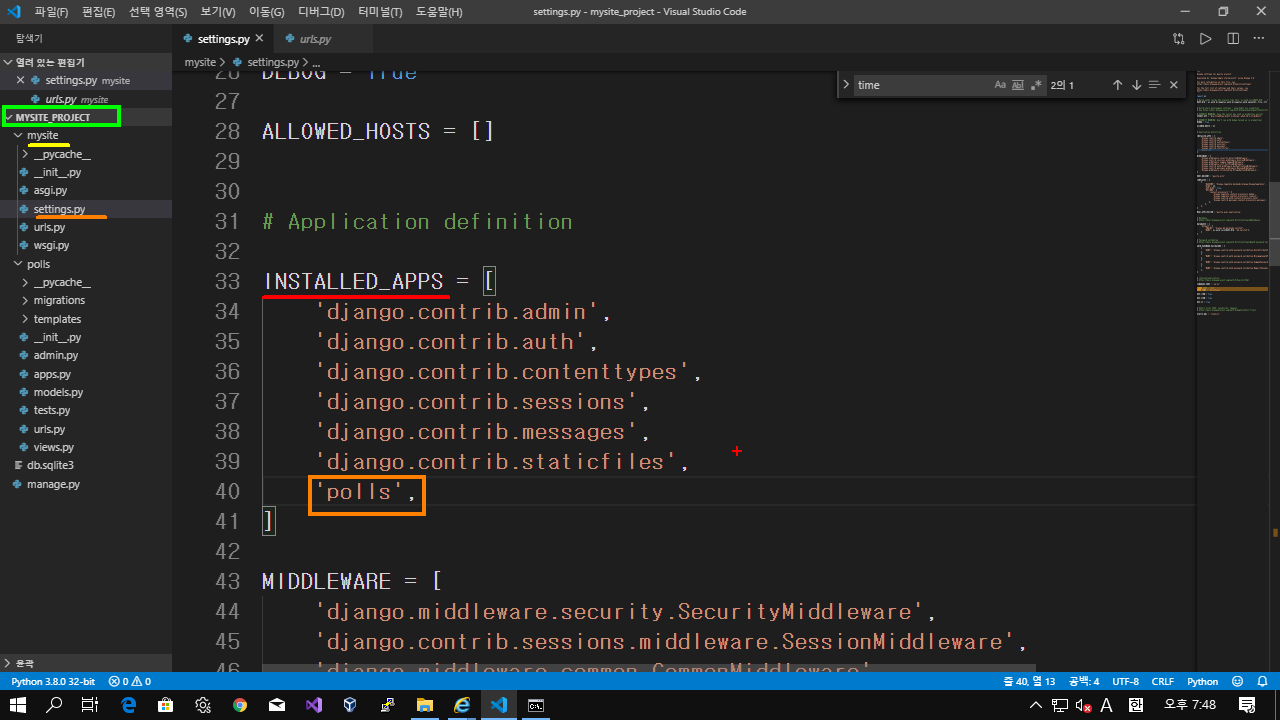 파일(F) 편집(E) 선택 영역(S) 보기(V) 이동(G) 디버그(D) 터미널(T) 도움말(H) settings.py - mysite_project - Visual Studio Code
탐색기
settings.py
urls.py
열려 있는 편집기
mysite > settings.py > ...
settings.py mysite
urls.py mysite
MYSITE_PROJECT
mysite
__pycache__
__init__.py
asgi.py
settings.py
urls.py
wsgi.py
polls
__pycache__
migrations
templates
__init__.py
admin.py
apps.py
models.py
tests.py
urls.py
views.py
db.sqlite3
manage.py
윤곽
time Aa Abl .* 2의 1
26 DEBUG = True
27
28 ALLOWED_HOSTS = []
29
30
31 # Application definition
32
33 INSTALLED_APPS = [
34 'django.contrib.admin',
35 'django.contrib.auth',
36 'django.contrib.contenttypes',
37 'django.contrib.sessions',
38 'django.contrib.messages',
39 'django.contrib.staticfiles',
40 'polls',
41 ]
42
43 MIDDLEWARE = [
44 'django.middleware.security.SecurityMiddleware',
45 'django.contrib.sessions.middleware.SessionMiddleware',
46 'django.middleware.common.CommonMiddleware'
Python 3.8.0 32-bit 0 0 줄 40, 열 13 공백: 4 UTF-8 CRLF Python
A 한 오후 7:48